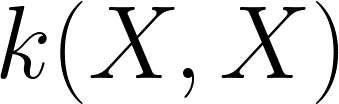 k(X, X)